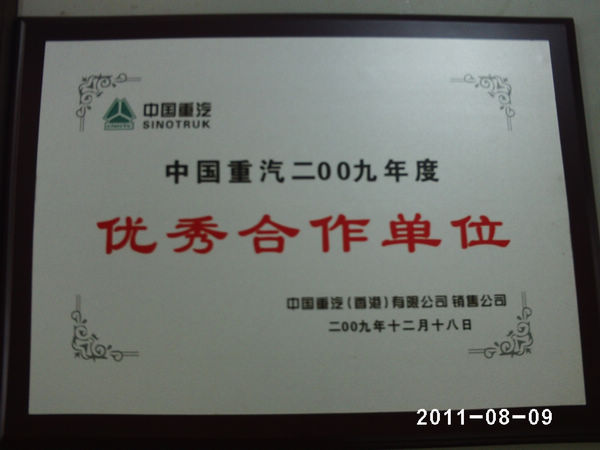 中国重汽
SINOTRUK
中国重汽二00九年度
优秀合作单位
中国重汽(香港)有限公司 销售公司
二00九年十二月十八日
2011-08-09